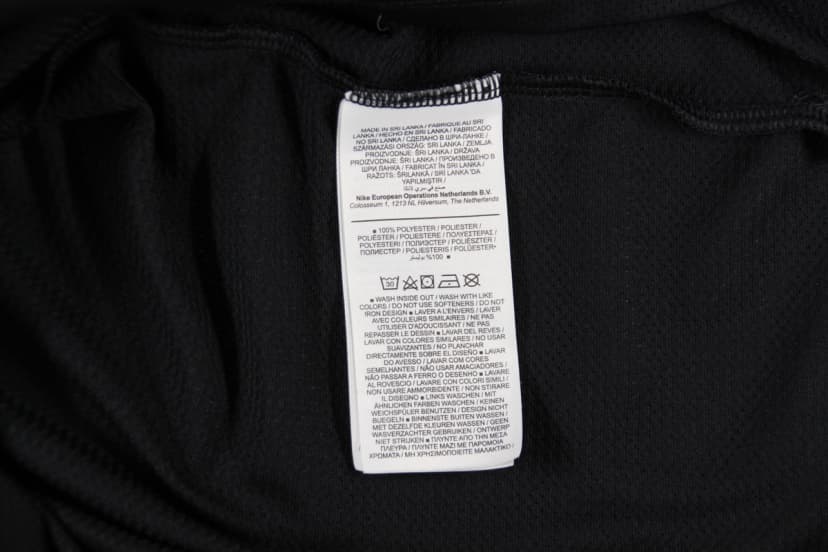 MADE IN SRI LANKA / FABRIQUE AU SRI
LANKA / HECHO EN SRI LANKA / FABRICADO
NO SRI LANKA / СДЕЛАНО В ШРИ-ЛАНКЕ /
SZÁRMAZÁSI ORSZÁG: SRI LANKA / ZEMLJA
PROIZVODNJE: ŠRI LANKA / DRŽAVA
PROIZVODNJE: ŠRI LANKA / ПРОИЗВЕДЕНО В
ШРИ ЛАНКА / FABRICAT ÎN SRI LANKA /
RAŽOTS: ŠRILANKĀ / SRİ LANKA'DA
YAPILMIŞTIR /
صنع في سري لانكا
Nike European Operations Netherlands B.V.
Colosseum 1, 1213 NL Hilversum, The Netherlands
■ 100% POLYESTER / POLYESTER /
POLIÉSTER / POLIESTERE / ΠΟΛΥΕΣΤΕΡΑΣ /
POLYESTERI / ПОЛИЭСТЕР / POLIÉSZTER /
ПОЛИЕСТЕР / POLIESTERIS / POLÜESTER*
■ 100% بوليستر
30
■ WASH INSIDE OUT / WASH WITH LIKE
COLORS / DO NOT USE SOFTENERS / DO NOT
IRON DESIGN ■ LAVER A L'ENVERS / LAVER
AVEC COULEURS SIMILAIRES / NE PAS
UTILISER D'ADOUCISSANT / NE PAS
REPASSER LE DESSIN ■ LAVAR DEL REVES /
LAVAR CON COLORES SIMILARES / NO USAR
SUAVIZANTES / NO PLANCHAR
DIRECTAMENTE SOBRE EL DISEÑO ■ LAVAR
DO AVESSO / LAVAR COM CORES
SEMELHANTES / NÃO USAR AMACIADORES /
NÃO PASSAR A FERRO O DESENHO ■ LAVARE
AL ROVESCIO / LAVARE CON COLORI SIMILI /
NON USARE AMMORBIDENTE / NON STIRARE
IL DISEGNO ■ LINKS WASCHEN / MIT
ÄHNLICHEN FARBEN WASCHEN / KEINEN
WEICHSPÜLER BENUTZEN / DESIGN NICHT
BUEGELN ■ BINNENSTE BUITEN WASSEN /
MET DEZELFDE KLEUREN WASSEN / GEEN
WASVERZACHTER GEBRUIKEN / ONTWERP
NIET STRIJKEN ■ ΠΛΥΝΤΕ ΑΠΟ ΤΗΝ ΜΕΣΑ
ΠΛΕΥΡΑ / ΠΛΥΝΤΕ ΜΑΖΙ ΜΕ ΠΑΡΟΜΟΙΑ
ΧΡΩΜΑΤΑ / ΜΗ ΧΡΗΣΙΜΟΠΟΙΕΙΤΕ ΜΑΛΑΚΤΙΚΟ /